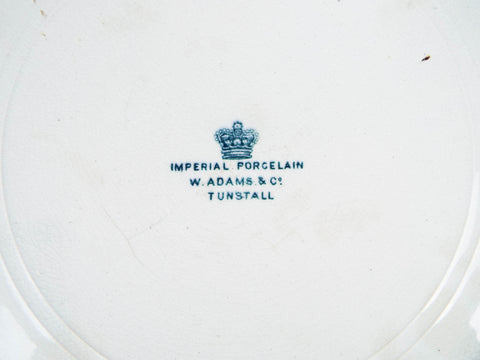 IMPERIAL PORCELAIN
W. ADAMS & Co.
TUNSTALL